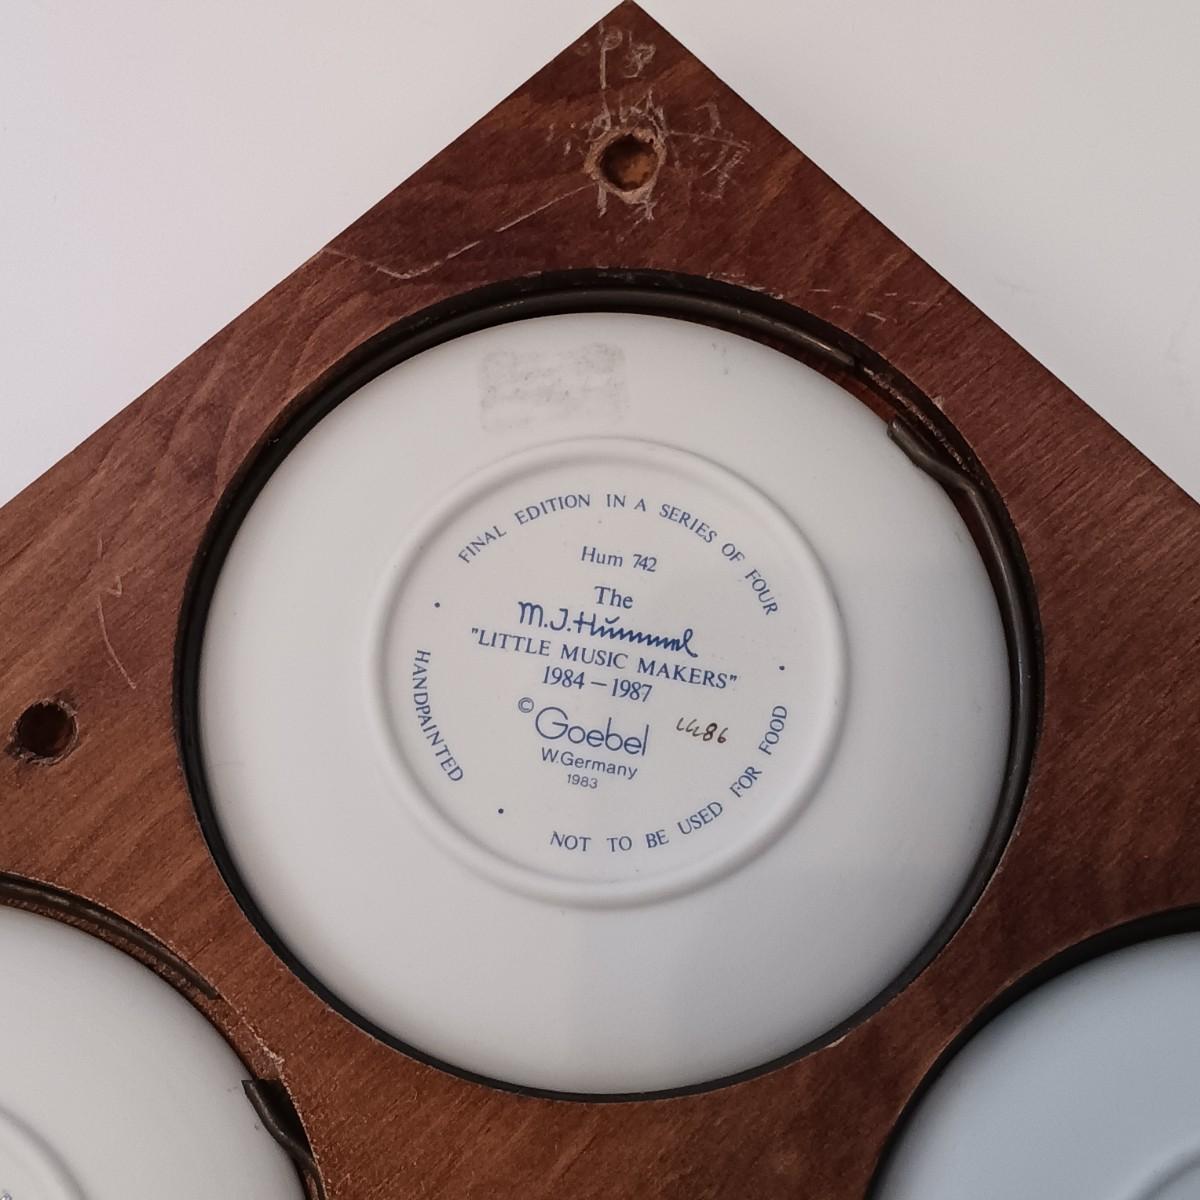 FINAL EDITION IN A SERIES OF FOUR
Hum 742
The
M.J.Hummel
"LITTLE MUSIC MAKERS"
1984 – 1987
© Goebel
W.Germany
1983
HANDPAINTED
NOT TO BE USED FOR FOOD